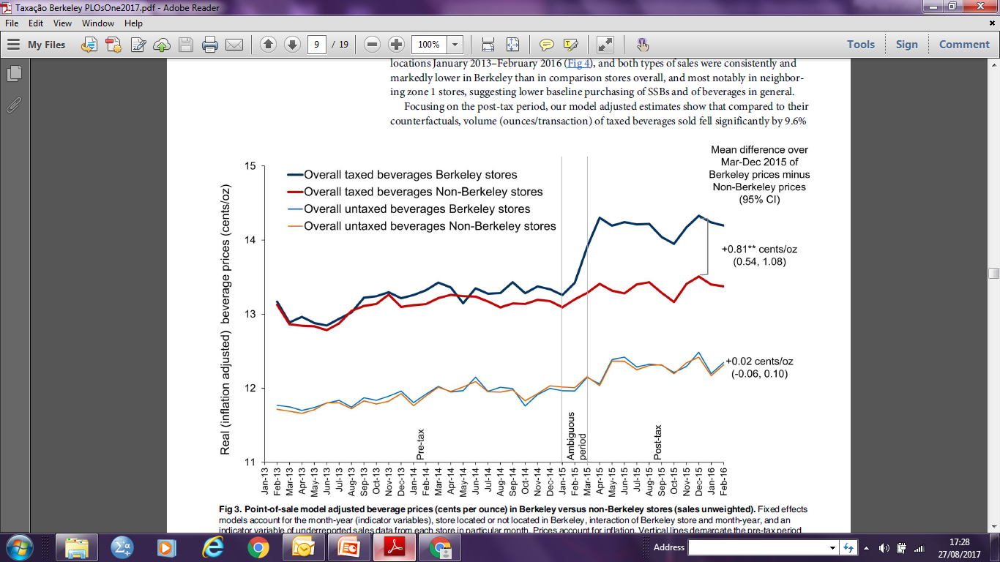 Taxação Berkeley PLOsOne2017.pdf - Adobe Reader
File Edit View Window Help
My Files 9 / 19 100% Tools Sign Comment
locations January 2013–February 2016 (Fig 4), and both types of sales were consistently and
markedly lower in Berkeley than in comparison stores overall, and most notably in neighbor-
ing zone 1 stores, suggesting lower baseline purchasing of SSBs and of beverages in general.
Focusing on the post-tax period, our model adjusted estimates show that compared to their
counterfactuals, volume (ounces/transaction) of taxed beverages sold fell significantly by 9.6%
Mean difference over
Mar-Dec 2015 of
Berkeley prices minus
Non-Berkeley prices
(95% CI)
Overall taxed beverages Berkeley stores
Overall taxed beverages Non-Berkeley stores
Overall untaxed beverages Berkeley stores
Overall untaxed beverages Non-Berkeley stores
Real (inflation adjusted) beverage prices (cents/oz)
15
14
13
12
11
+0.81** cents/oz
(0.54, 1.08)
+0.02 cents/oz
(-0.06, 0.10)
Pre-tax
Ambiguous
period
Post-tax
Jan-13
Feb-13
Mar-13
Apr-13
May-13
Jun-13
Jul-13
Aug-13
Sep-13
Oct-13
Nov-13
Dec-13
Jan-14
Feb-14
Mar-14
Apr-14
May-14
Jun-14
Jul-14
Aug-14
Sep-14
Oct-14
Nov-14
Dec-14
Jan-15
Feb-15
Mar-15
Apr-15
May-15
Jun-15
Jul-15
Aug-15
Sep-15
Oct-15
Nov-15
Dec-15
Jan-16
Feb-16
Fig 3. Point-of-sale model adjusted beverage prices (cents per ounce) in Berkeley versus non-Berkeley stores (sales unweighted). Fixed effects
models account for the month-year (indicator variables), store located or not located in Berkeley, interaction of Berkeley store and month-year, and an
indicator variable of underreported sales data from each store in particular month. Prices account for inflation. Vertical lines demarcate the pre-tax period
Address
17:28
27/08/2017